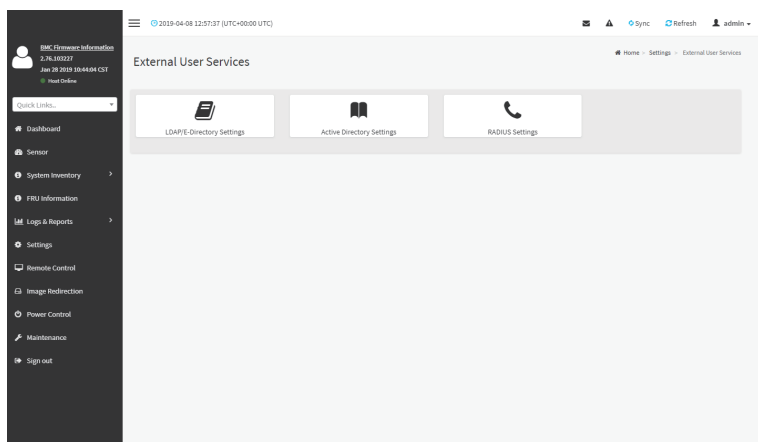 2019-04-08 12:57:37 (UTC+00:00 UTC)
Sync
Refresh
admin
BMC Firmware Information
2.76.103227
Jan 28 2019 10:44:04 CST
Host Online
Quick Links..
Dashboard
Sensor
System Inventory
FRU Information
Logs & Reports
Settings
Remote Control
Image Redirection
Power Control
Maintenance
Sign out
External User Services
Home > Settings > External User Services
LDAP/E-Directory Settings
Active Directory Settings
RADIUS Settings